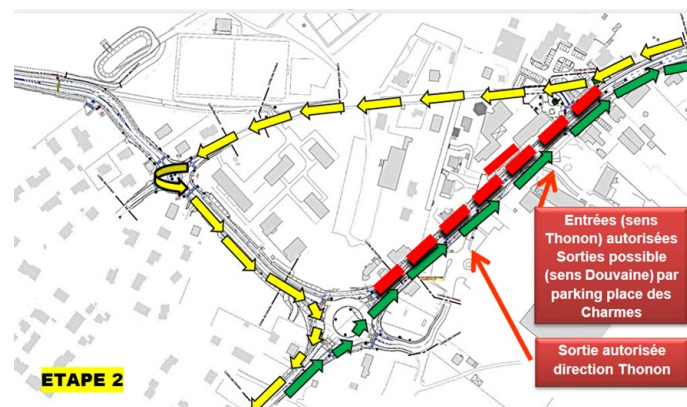 Entrées (sens
Thonon) autorisées
Sorties possible
(sens Douvaine) par
parking place des
Charmes
Sortie autorisée
direction Thonon
ETAPE 2